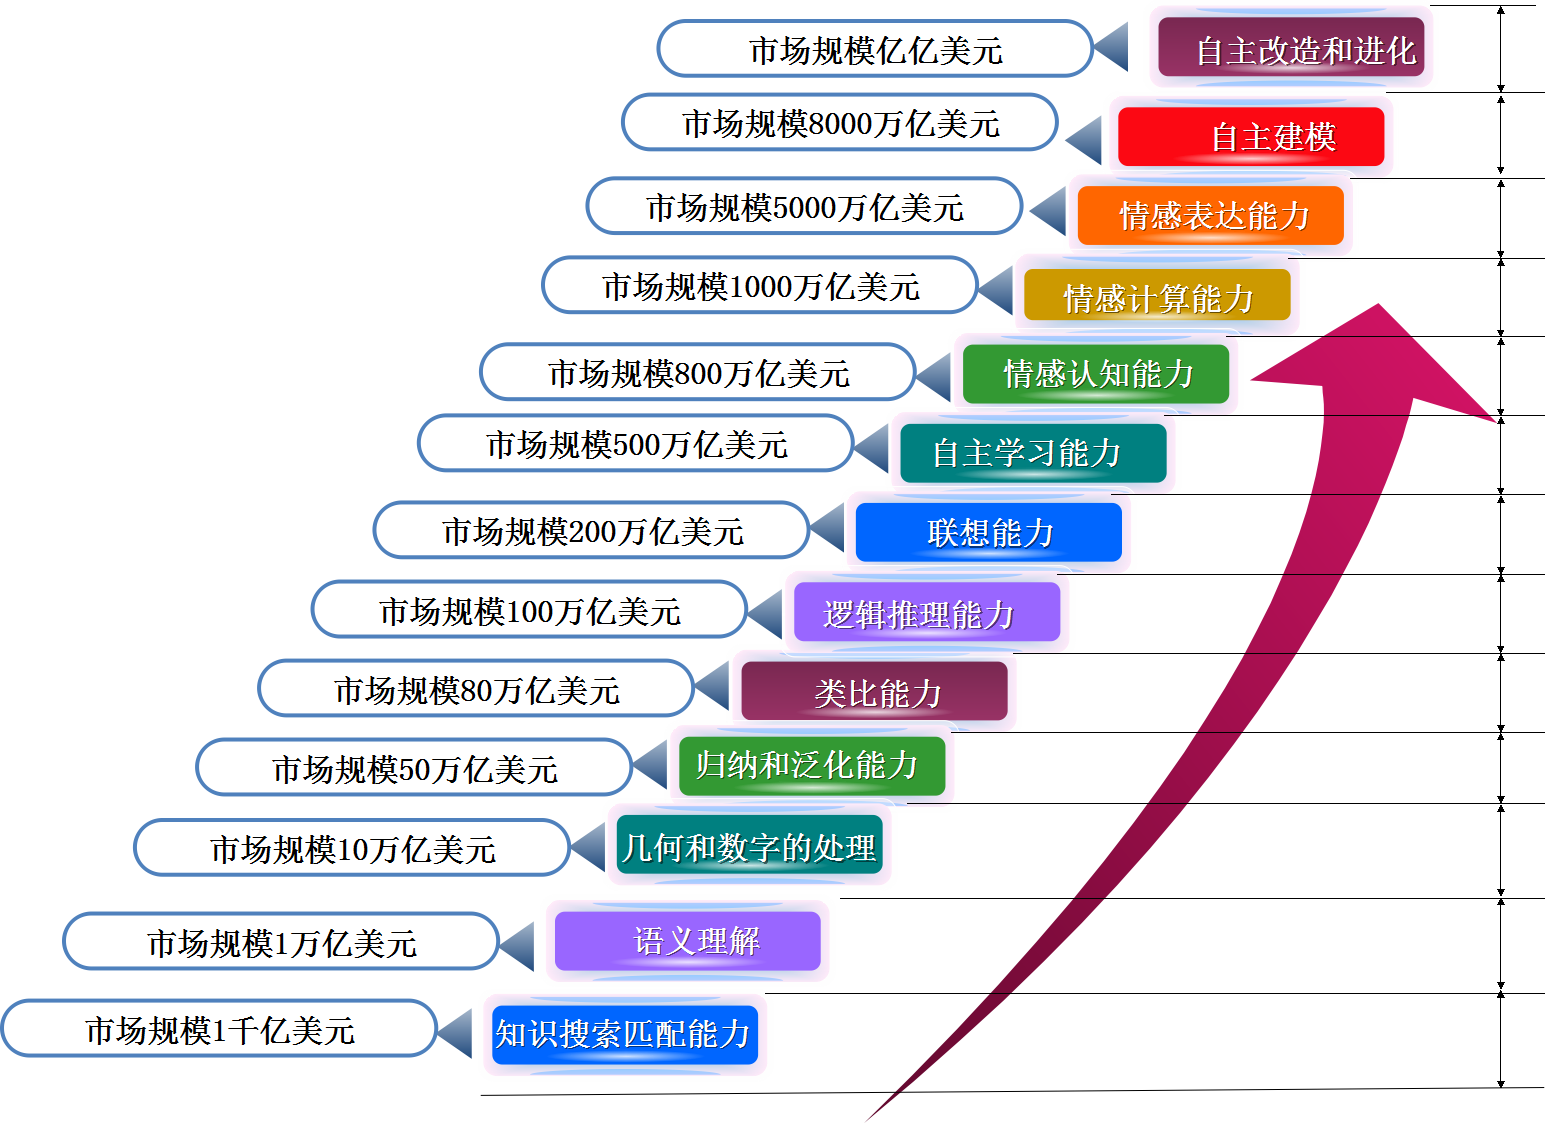 市场规模亿亿美元
自主改造和进化
市场规模8000万亿美元
自主建模
市场规模5000万亿美元
情感表达能力
市场规模1000万亿美元
情感计算能力
市场规模800万亿美元
情感认知能力
市场规模500万亿美元
自主学习能力
市场规模200万亿美元
联想能力
市场规模100万亿美元
逻辑推理能力
市场规模80万亿美元
类比能力
市场规模50万亿美元
归纳和泛化能力
市场规模10万亿美元
几何和数字的处理
市场规模1万亿美元
语义理解
市场规模1千亿美元
知识搜索匹配能力